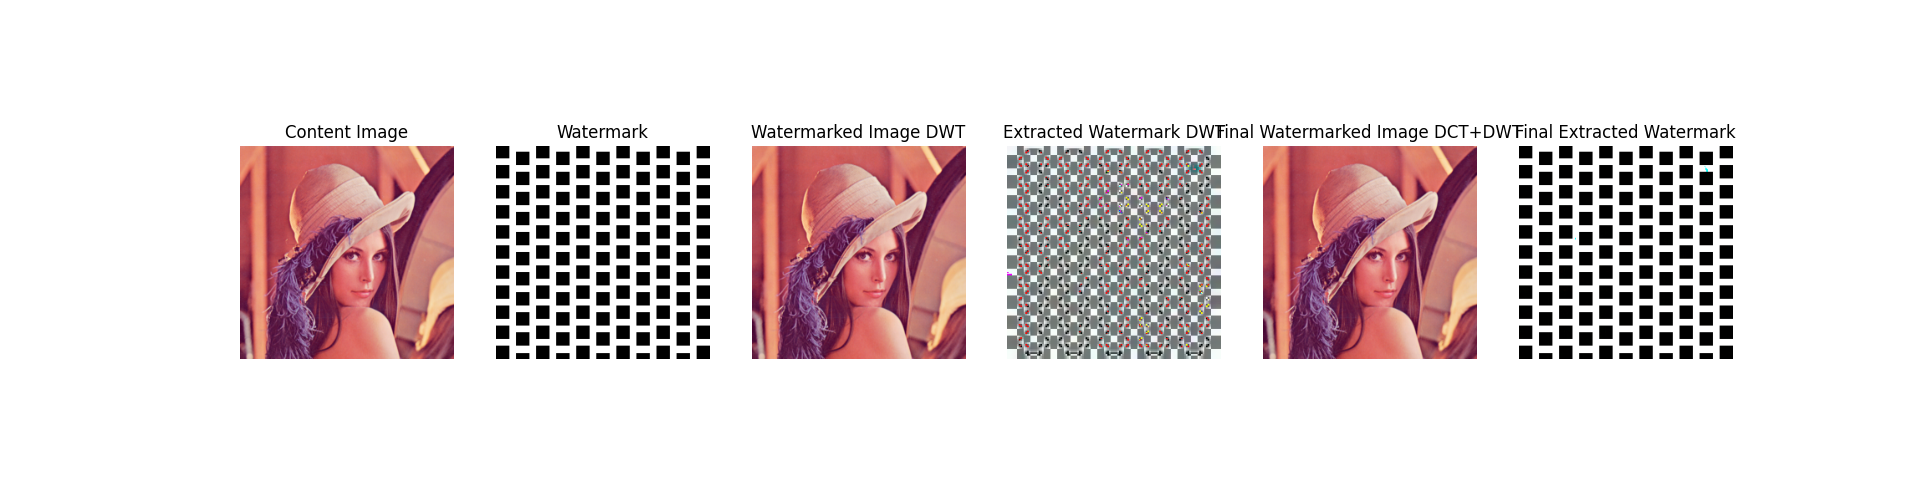 Content Image
Watermark
Watermarked Image DWT
Extracted Watermark DWT
Final Watermarked Image DCT+DWT
Final Extracted Watermark